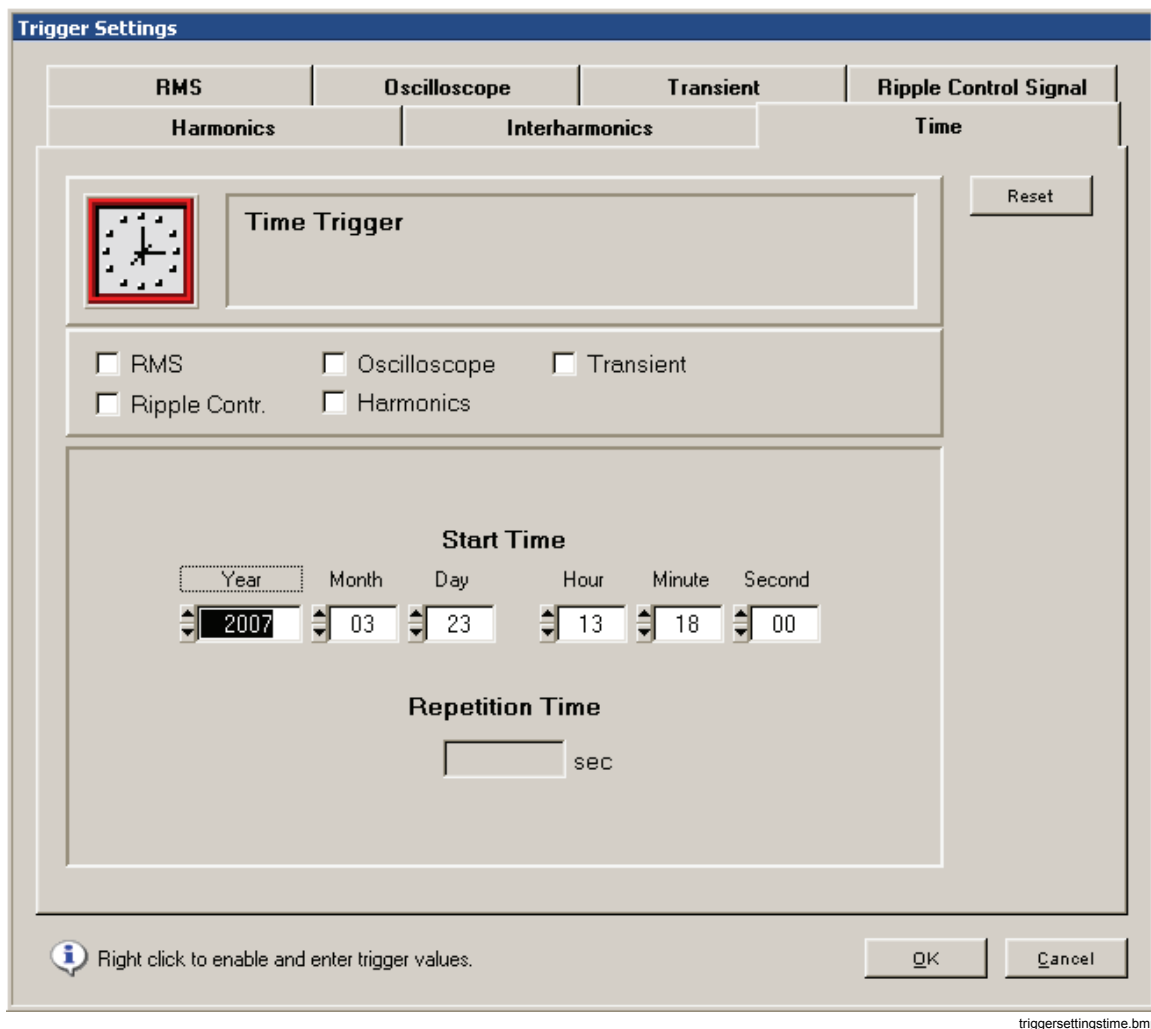 Trigger Settings
RMS Oscilloscope Transient Ripple Control Signal
Harmonics Interharmonics Time
Time Trigger
Reset
RMS Oscilloscope Transient
Ripple Contr. Harmonics
Start Time
Year Month Day Hour Minute Second
2007 03 23 13 18 00
Repetition Time
sec
Right click to enable and enter trigger values.
OK Cancel
triggersettingstime.bm